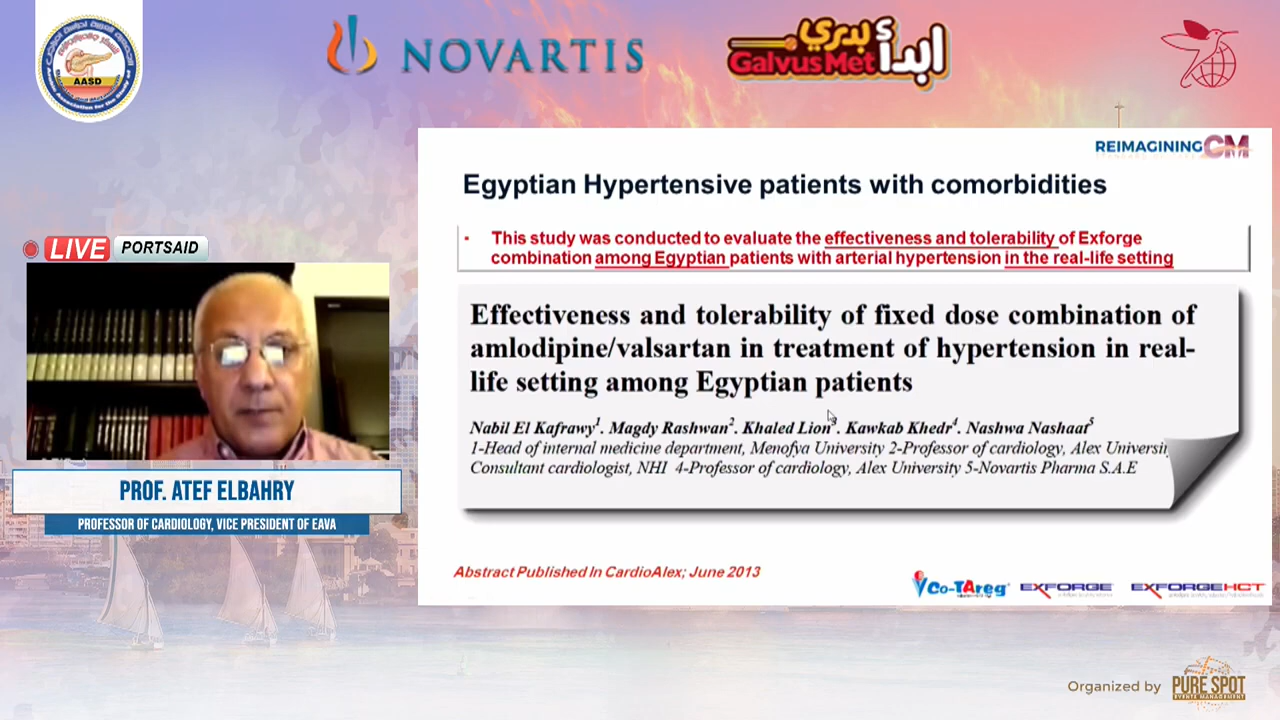 AASD
NOVARTIS
ابدأ بدري
GalvusMet
REIMAGINING CM
Egyptian Hypertensive patients with comorbidities
LIVE
PORTSAID
This study was conducted to evaluate the effectiveness and tolerability of Exforge
combination among Egyptian patients with arterial hypertension in the real-life setting
Effectiveness and tolerability of fixed dose combination of
amlodipine/valsartan in treatment of hypertension in real-
life setting among Egyptian patients
Nabil El Kafrawy1. Magdy Rashwan2. Khaled Lion3. Kawkab Khedr4. Nashwa Nashaat5
1-Head of internal medicine department, Menofya University 2-Professor of cardiology, Alex
Consultant cardiologist, NHI 4-Professor of cardiology, Alex University 5-Novartis Pharma S.A.E
PROF. ATEF ELBAHRY
PROFESSOR OF CARDIOLOGY, VICE PRESIDENT OF EAVA
Abstract Published In CardioAlex; June 2013
Co-TAreg
EXFORGE
EXFORGEHCT
Organized by PURE SPOT
EVENTS MANAGEMENT